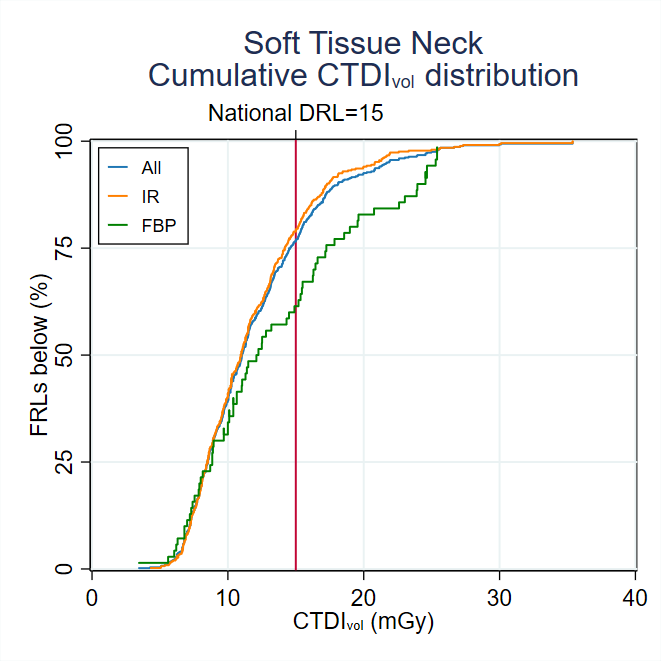 Soft Tissue Neck
Cumulative CTDIvol distribution
National DRL=15
All
IR
FBP
FRLs below (%)
100
75
50
25
0
0 10 20 30 40
CTDIvol (mGy)